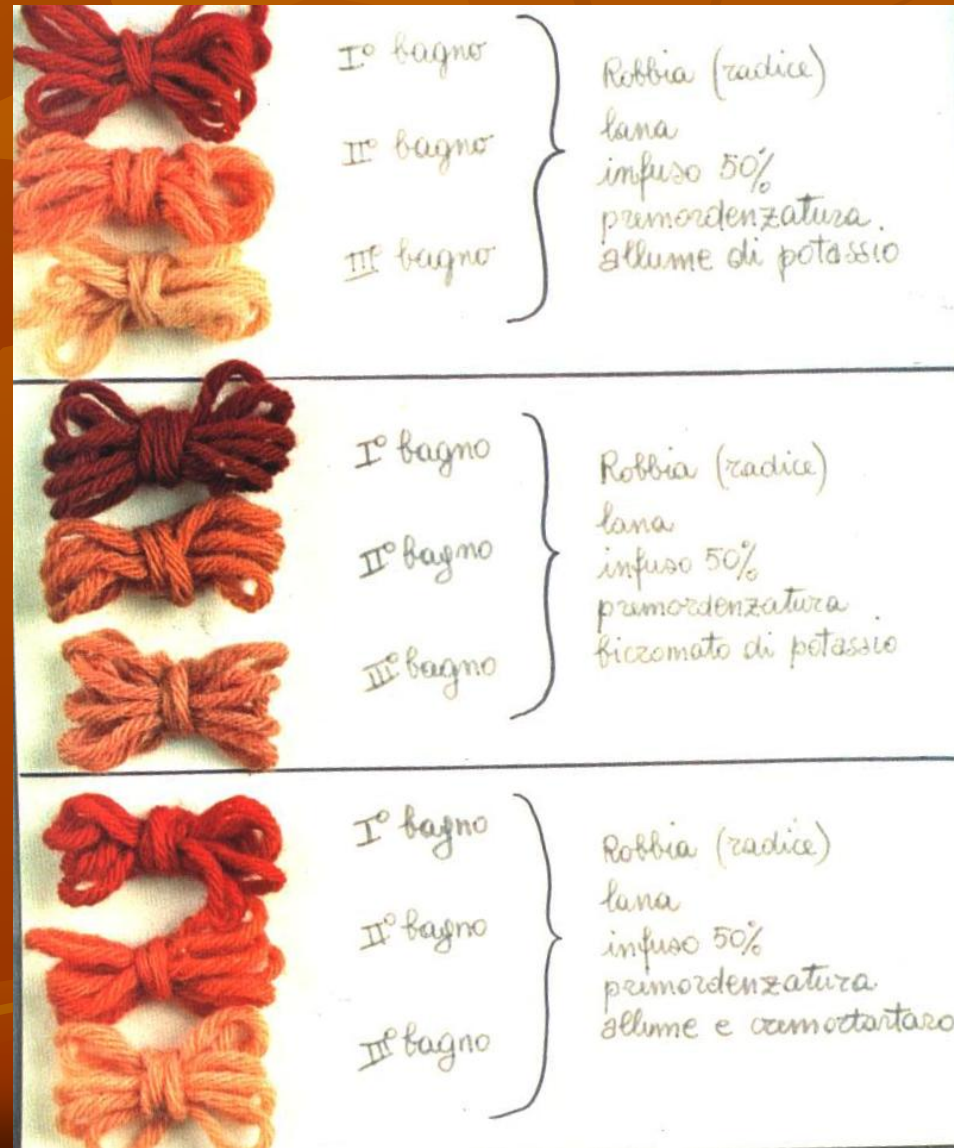 I° bagno
II° bagno
III° bagno
Robbia (radice)
lana
infuso 50%
premordenzatura.
allume di potassio
I° bagno
II° bagno
III° bagno
Robbia (radice)
lana
infuso 50%
premordenzatura
bicromato di potassio
I° bagno
II° bagno
III° bagno
Robbia (radice)
lana
infuso 50%
premordenzatura
allume e cremortartaro